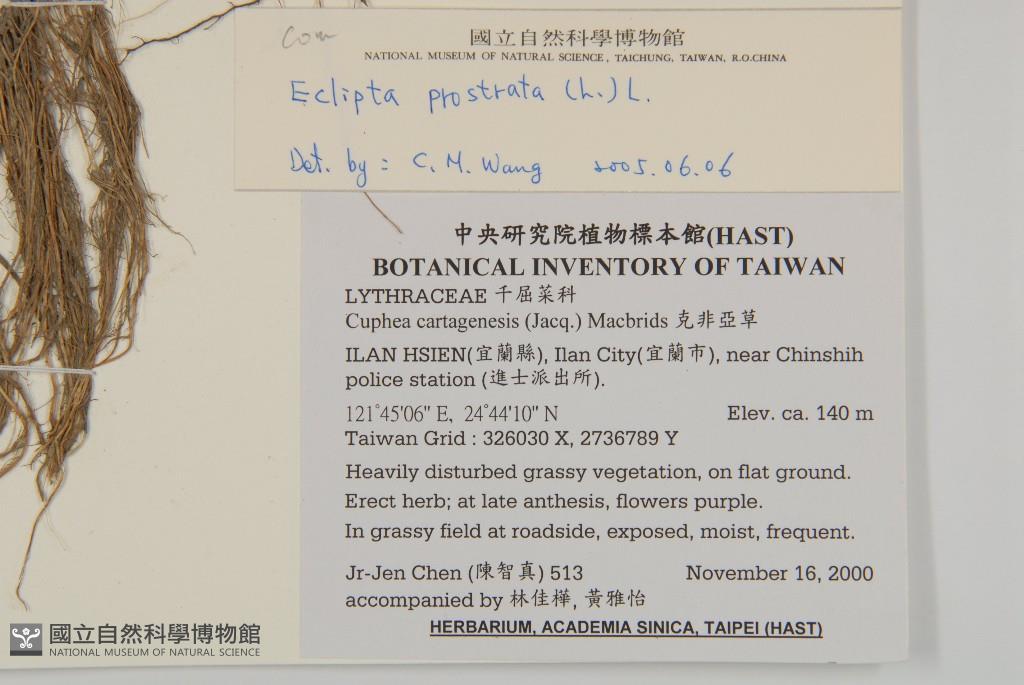 Com
國立自然科學博物館
NATIONAL MUSEUM OF NATURAL SCIENCE, TAICHUNG, TAIWAN, R.O.CHINA
Eclipta prostrata (L.) L.
Det. by : C. M. Wang 2005.06.06
中央研究院植物標本館(HAST)
BOTANICAL INVENTORY OF TAIWAN
LYTHRACEAE 千屈菜科
Cuphea cartagenesis (Jacq.) Macbrids 克非亞草
ILAN HSIEN(宜蘭縣), Ilan City(宜蘭市), near Chinshih
police station (進士派出所).
121°45'06" E, 24°44'10" N Elev. ca. 140 m
Taiwan Grid : 326030 X, 2736789 Y
Heavily disturbed grassy vegetation, on flat ground.
Erect herb; at late anthesis, flowers purple.
In grassy field at roadside, exposed, moist, frequent.
Jr-Jen Chen (陳智真) 513 November 16, 2000
accompanied by 林佳樺, 黃雅怡
HERBARIUM, ACADEMIA SINICA, TAIPEI (HAST)
國立自然科學博物館
NATIONAL MUSEUM OF NATURAL SCIENCE